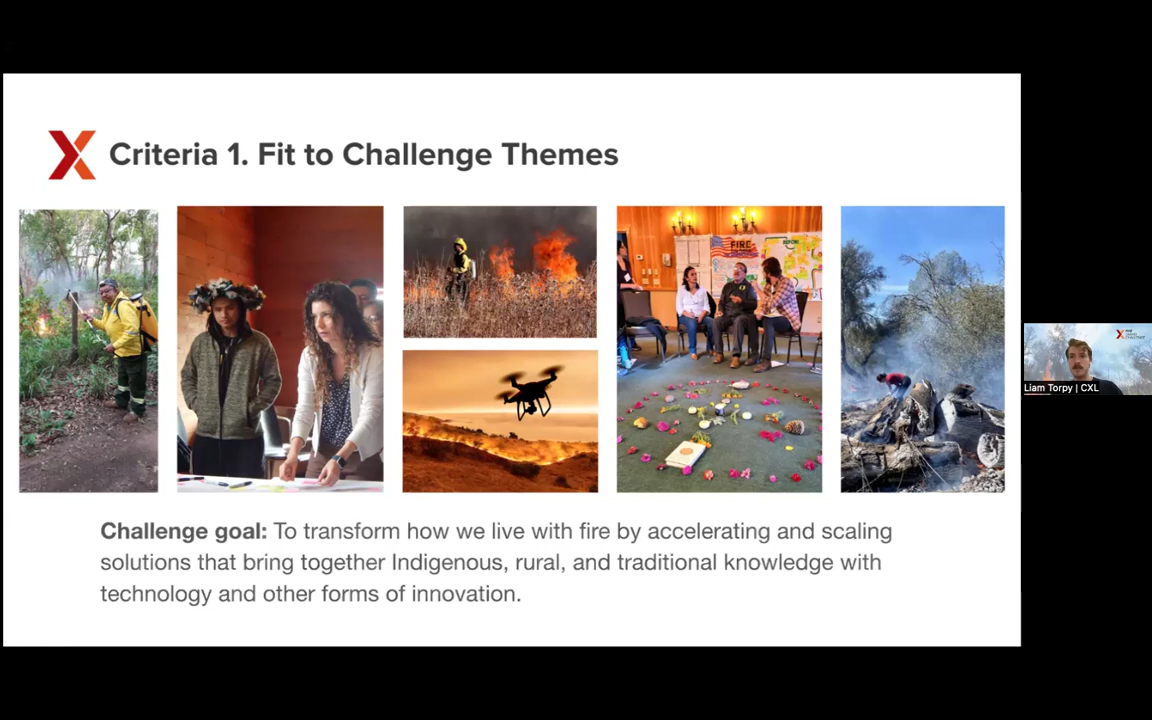 Criteria 1. Fit to Challenge Themes
FIRE
Challenge goal: To transform how we live with fire by accelerating and scaling
solutions that bring together Indigenous, rural, and traditional knowledge with
technology and other forms of innovation.
Liam Torpy | CXL